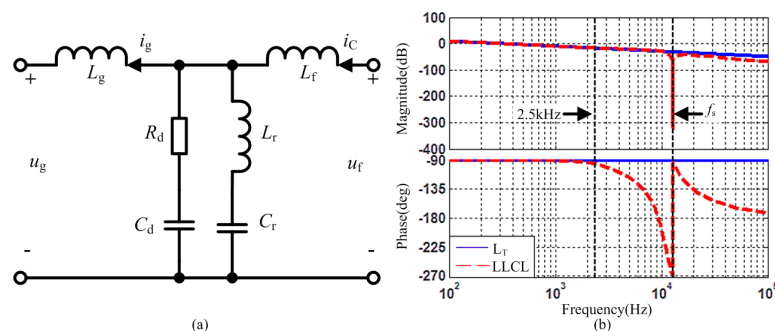 i_g
i_C
+
L_g
L_f
+
R_d
L_r
u_g
u_f
C_d
C_r
-
-
(a)
100
0
-100
-200
-300
-400
Magnitude(dB)
2.5kHz
f_s
-90
-135
-180
-225
-270
Phase(deg)
L_T
LLCL
10^2
10^3
10^4
10^5
Frequency(Hz)
(b)